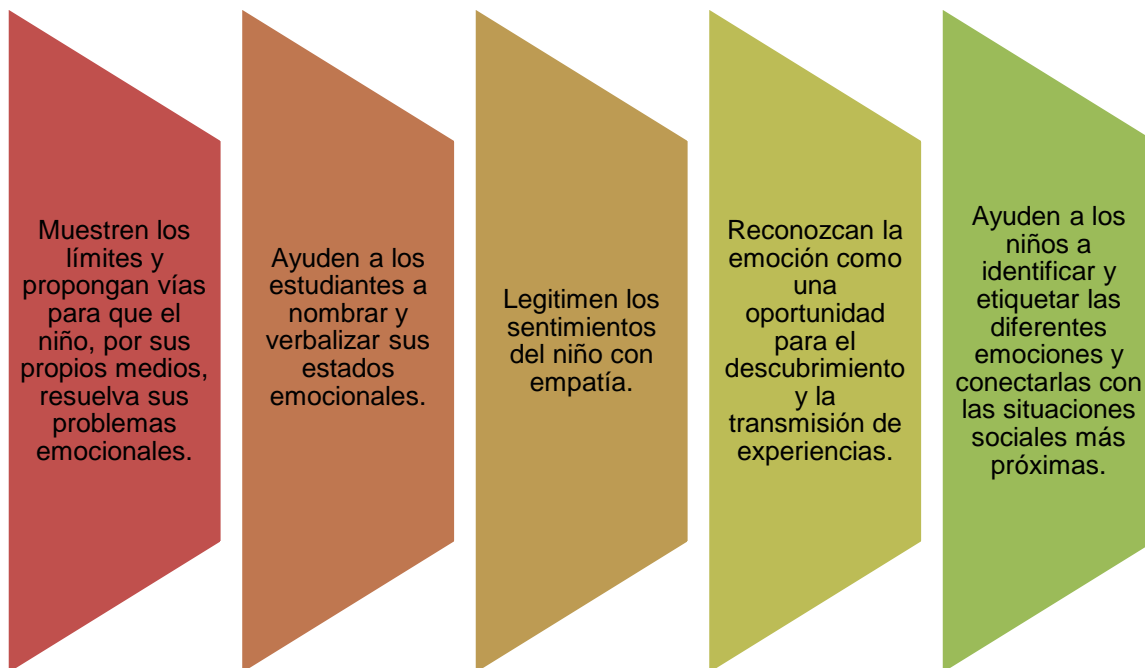 Muestren los
límites y
propongan vías
para que el
niño, por sus
propios medios,
resuelva sus
problemas
emocionales.
Ayuden a los
estudiantes a
nombrar y
verbalizar sus
estados
emocionales.
Legitimen los
sentimientos
del niño con
empatía.
Reconozcan la
emoción como
una
oportunidad
para el
descubrimiento
y la
transmisión de
experiencias.
Ayuden a los
niños a
identificar y
etiquetar las
diferentes
emociones y
conectarlas con
las situaciones
sociales más
próximas.